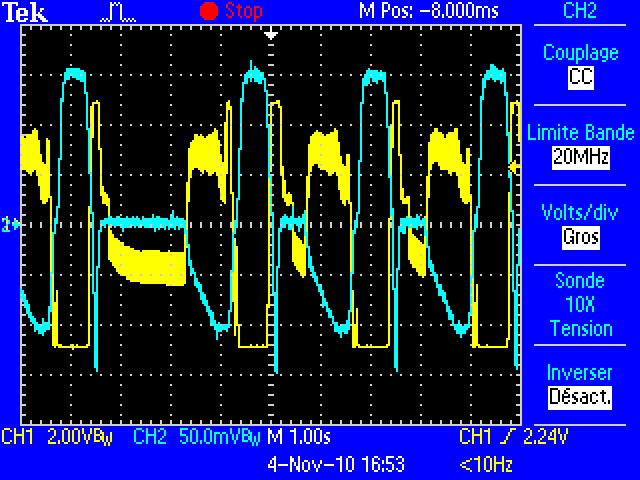 Tek Stop M Pos: -8.000ms CH2
Couplage
CC
Limite Bande
20MHz
Volts/div
Gros
Sonde
10X
Tension
Inverser
Désact.
CH1 2.00VBw CH2 50.0mVBw M 1.00s CH1 2.24V
4-Nov-10 16:53 <10Hz